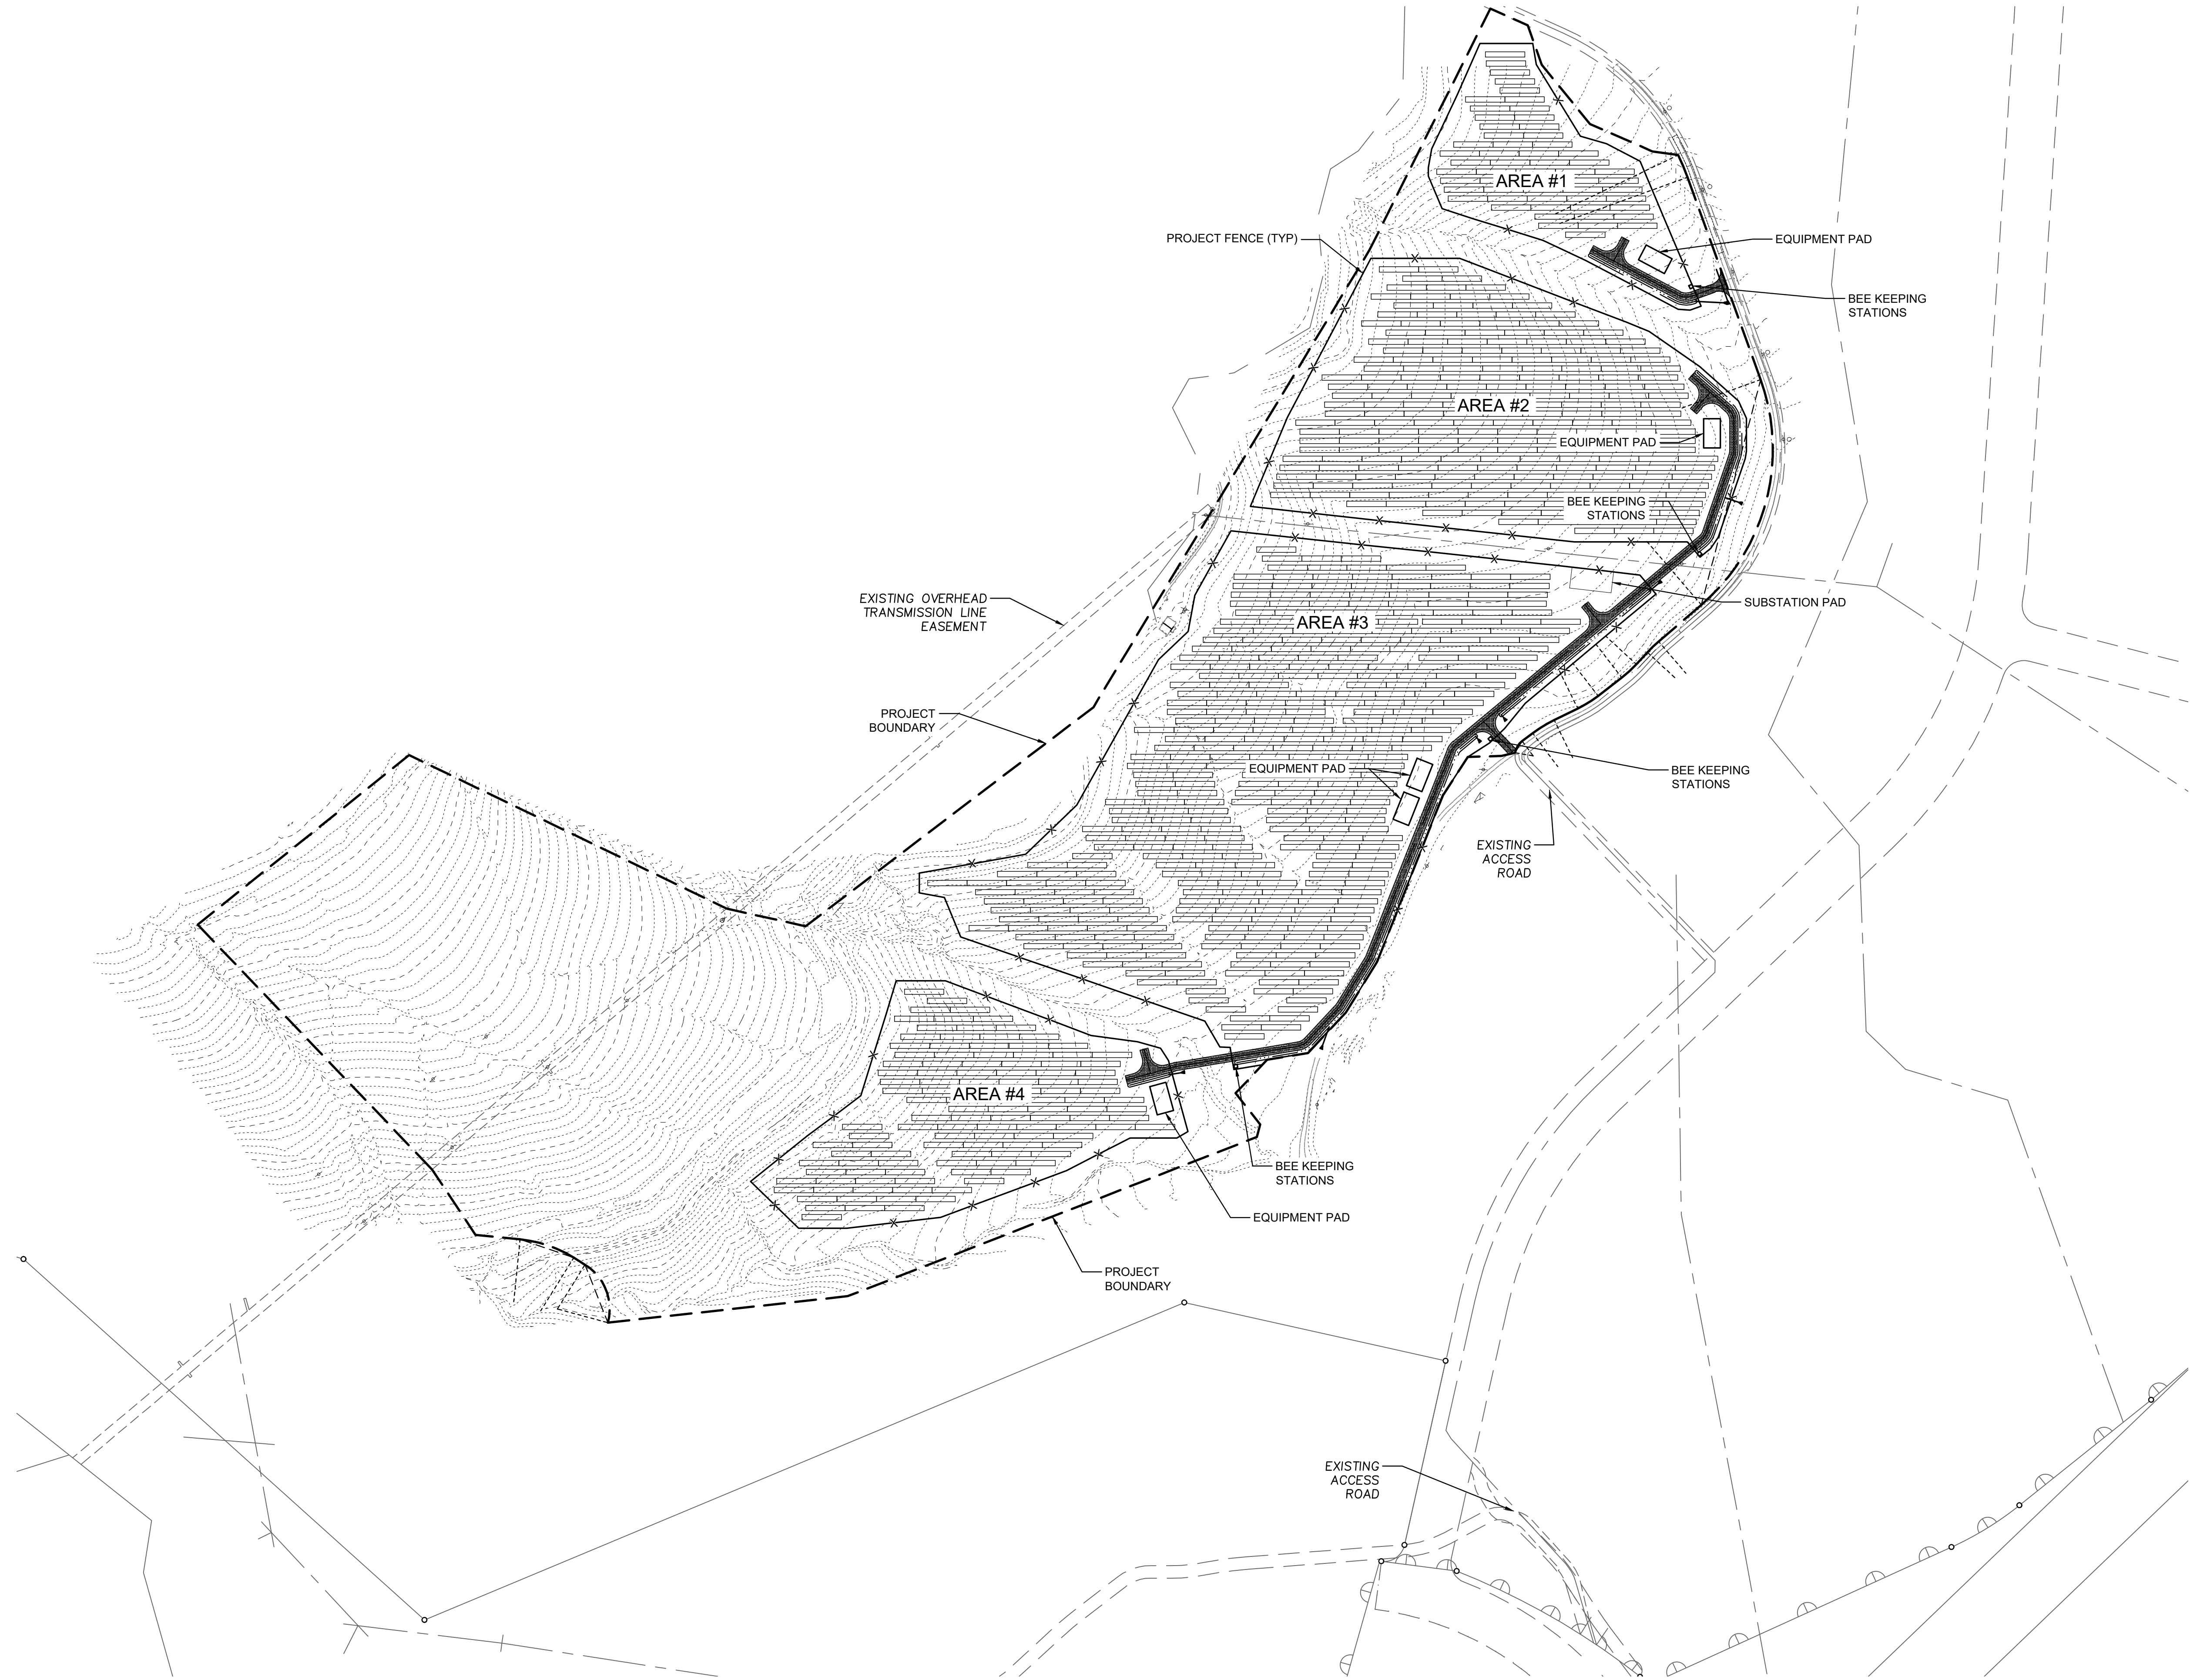 AREA #1
PROJECT FENCE (TYP)
EQUIPMENT PAD
BEE KEEPING
STATIONS
AREA #2
EQUIPMENT PAD
BEE KEEPING
STATIONS
EXISTING OVERHEAD
TRANSMISSION LINE
EASEMENT
SUBSTATION PAD
AREA #3
PROJECT
BOUNDARY
EQUIPMENT PAD
BEE KEEPING
STATIONS
EXISTING
ACCESS
ROAD
AREA #4
BEE KEEPING
STATIONS
EQUIPMENT PAD
PROJECT
BOUNDARY
EXISTING
ACCESS
ROAD